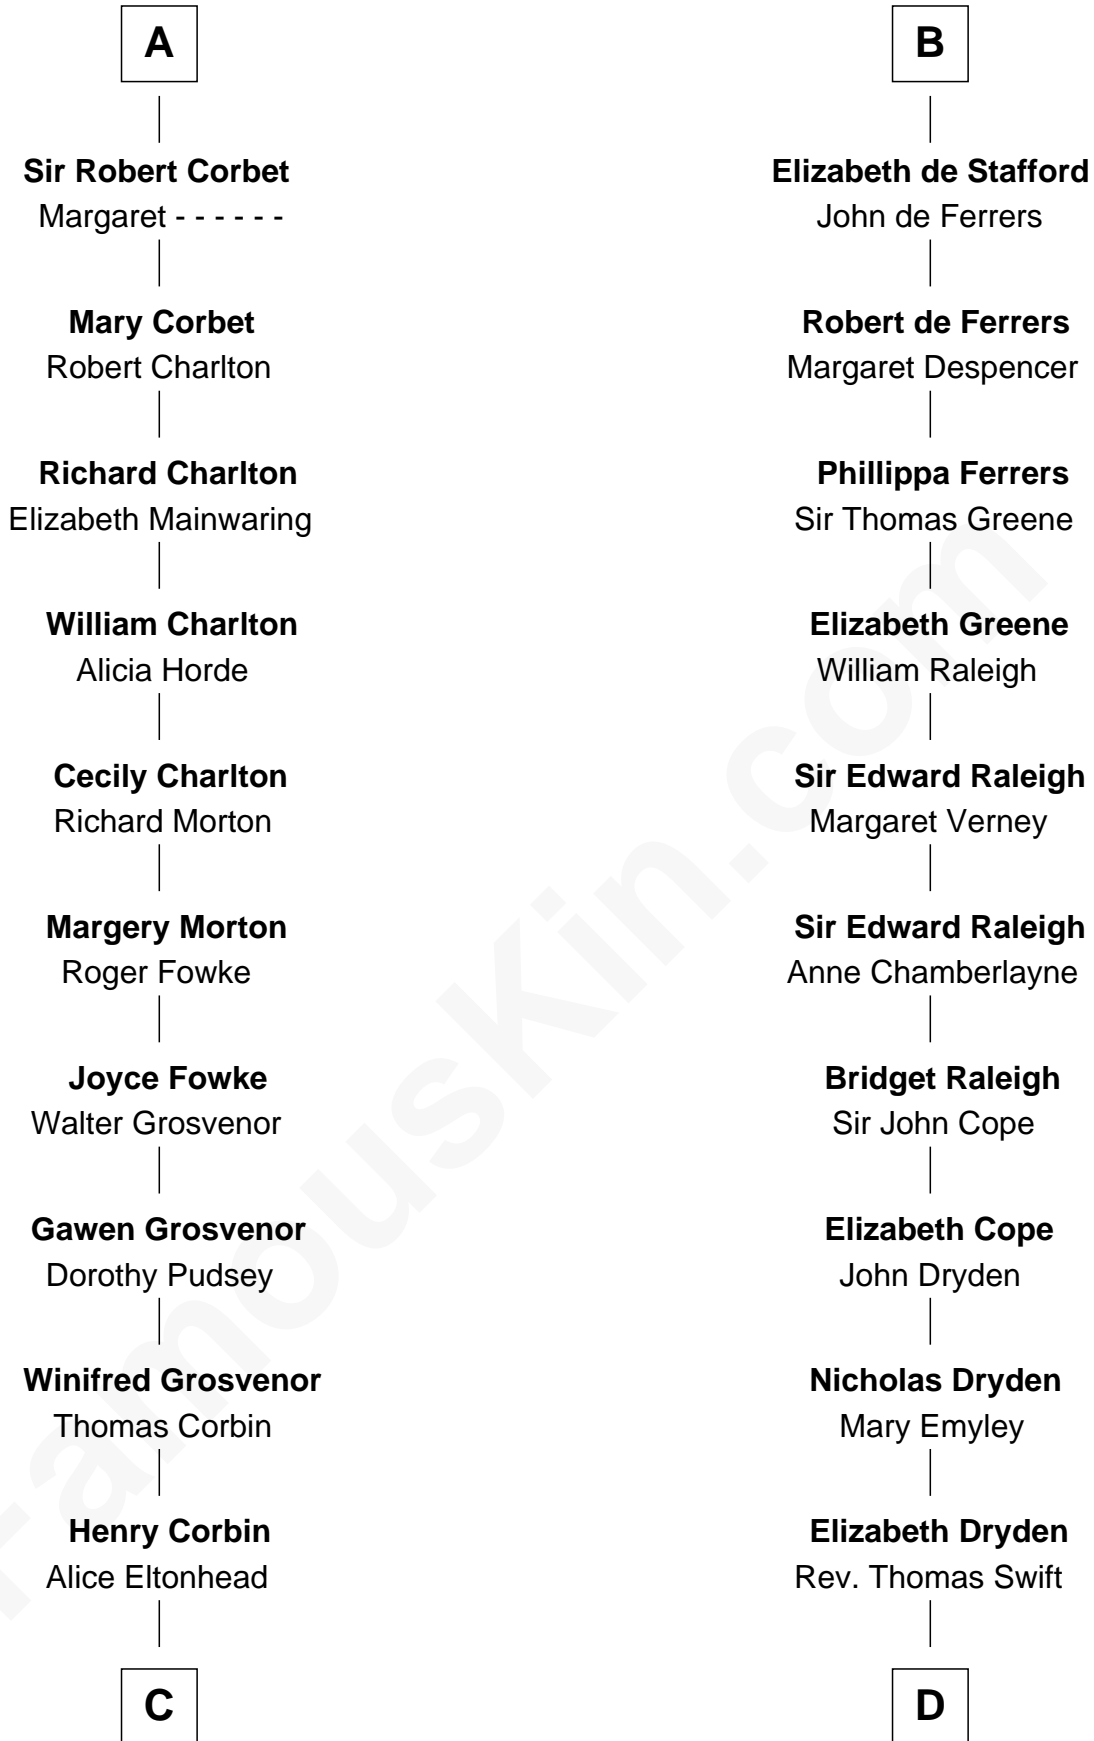 A
Sir Robert Corbet
Margaret - - - - - -
Mary Corbet
Robert Charlton
Richard Charlton
Elizabeth Mainwaring
William Charlton
Alicia Horde
Cecily Charlton
Richard Morton
Margery Morton
Roger Fowke
Joyce Fowke
Walter Grosvenor
Gawen Grosvenor
Dorothy Pudsey
Winifred Grosvenor
Thomas Corbin
Henry Corbin
Alice Eltonhead
C
B
Elizabeth de Stafford
John de Ferrers
Robert de Ferrers
Margaret Despencer
Phillippa Ferrers
Sir Thomas Greene
Elizabeth Greene
William Raleigh
Sir Edward Raleigh
Margaret Verney
Sir Edward Raleigh
Anne Chamberlayne
Bridget Raleigh
Sir John Cope
Elizabeth Cope
John Dryden
Nicholas Dryden
Mary Emyley
Elizabeth Dryden
Rev. Thomas Swift
D
FamousKin.com